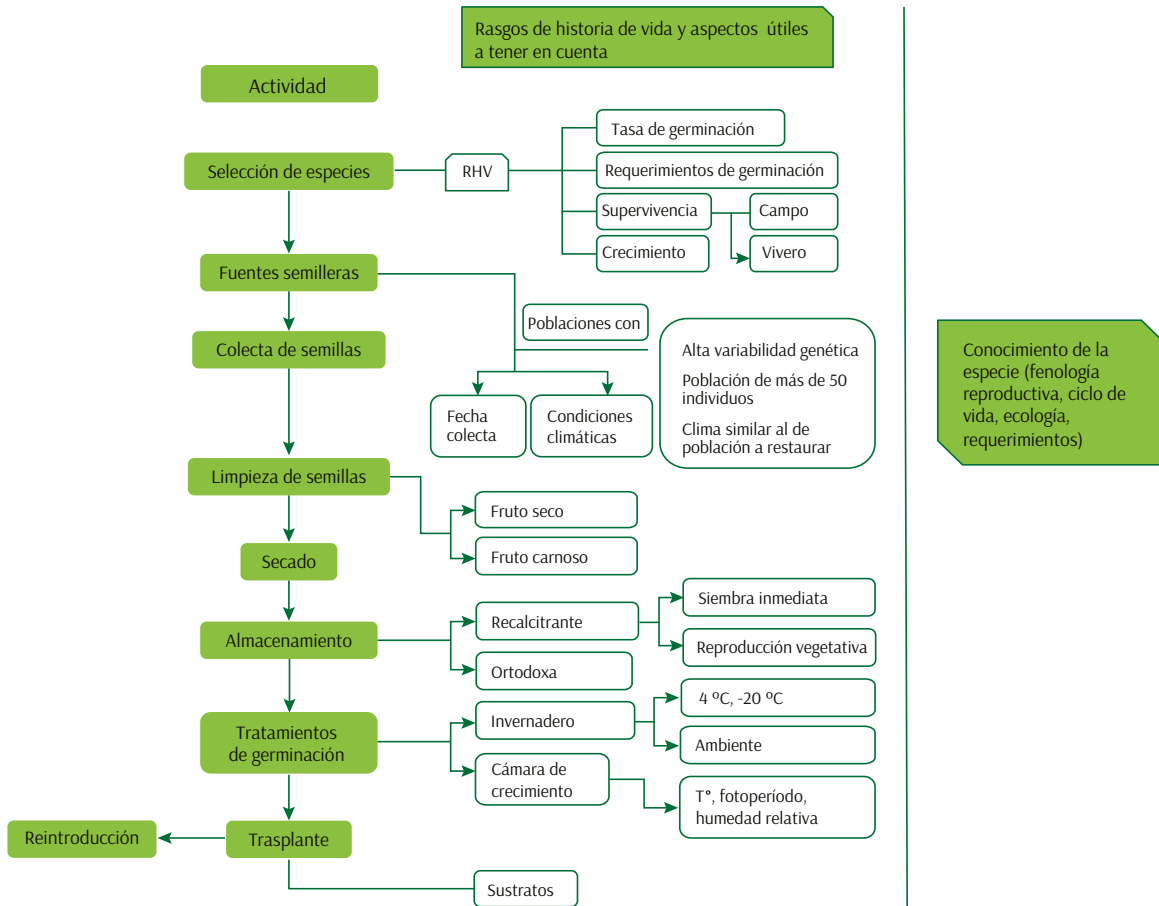 Rasgos de historia de vida y aspectos útiles
a tener en cuenta
Actividad
Selección de especies
RHV
Tasa de germinación
Requerimientos de germinación
Supervivencia
Campo
Crecimiento
Vivero
Fuentes semilleras
Poblaciones con
Colecta de semillas
Alta variabilidad genética
Población de más de 50
individuos
Clima similar al de
población a restaurar
Fecha
colecta
Condiciones
climáticas
Conocimiento de la
especie (fenología
reproductiva, ciclo de
vida, ecología,
requerimientos)
Limpieza de semillas
Fruto seco
Fruto carnoso
Secado
Almacenamiento
Recalcitrante
Siembra inmediata
Reproducción vegetativa
Ortodoxa
Tratamientos
de germinación
Invernadero
4 ºC, -20 ºC
Ambiente
Cámara de
crecimiento
T°, fotoperíodo,
humedad relativa
Reintroducción
Trasplante
Sustratos